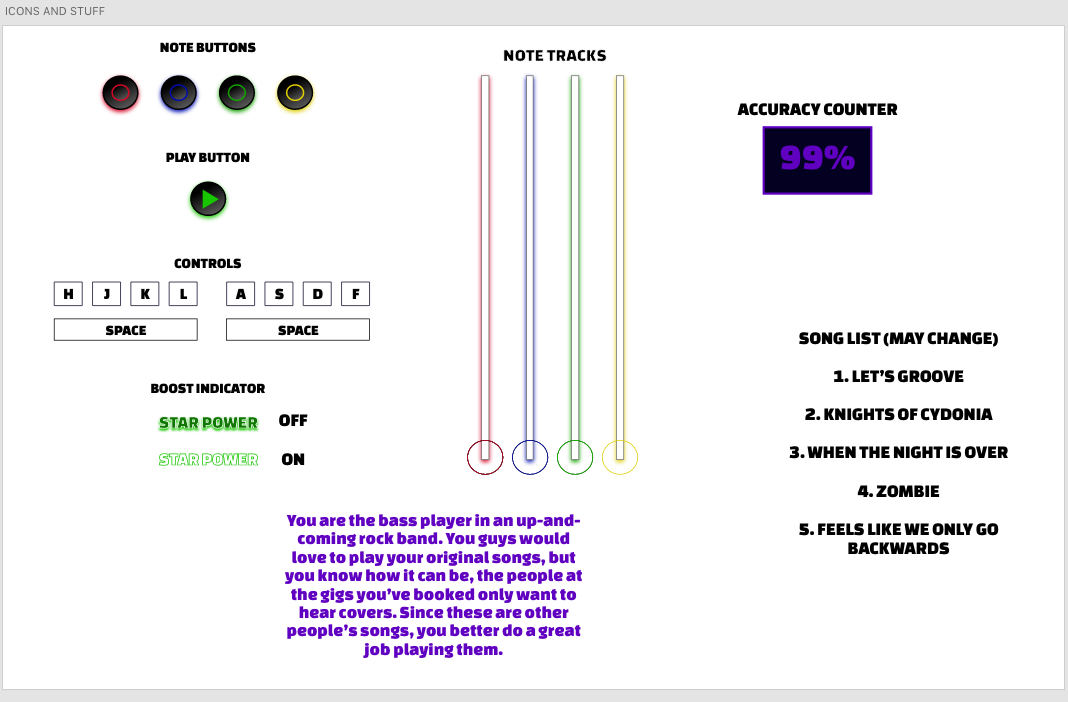 ICONS AND STUFF
NOTE BUTTONS
PLAY BUTTON
CONTROLS
H J K L A S D F
SPACE SPACE
BOOST INDICATOR
STAR POWER OFF
STAR POWER ON
NOTE TRACKS
ACCURACY COUNTER
99%
SONG LIST (MAY CHANGE)
1. LET'S GROOVE
2. KNIGHTS OF CYDONIA
3. WHEN THE NIGHT IS OVER
4. ZOMBIE
5. FEELS LIKE WE ONLY GO
BACKWARDS
You are the bass player in an up-and-
coming rock band. You guys would
love to play your original songs, but
you know how it can be, the people at
the gigs you've booked only want to
hear covers. Since these are other
people's songs, you better do a great
job playing them.